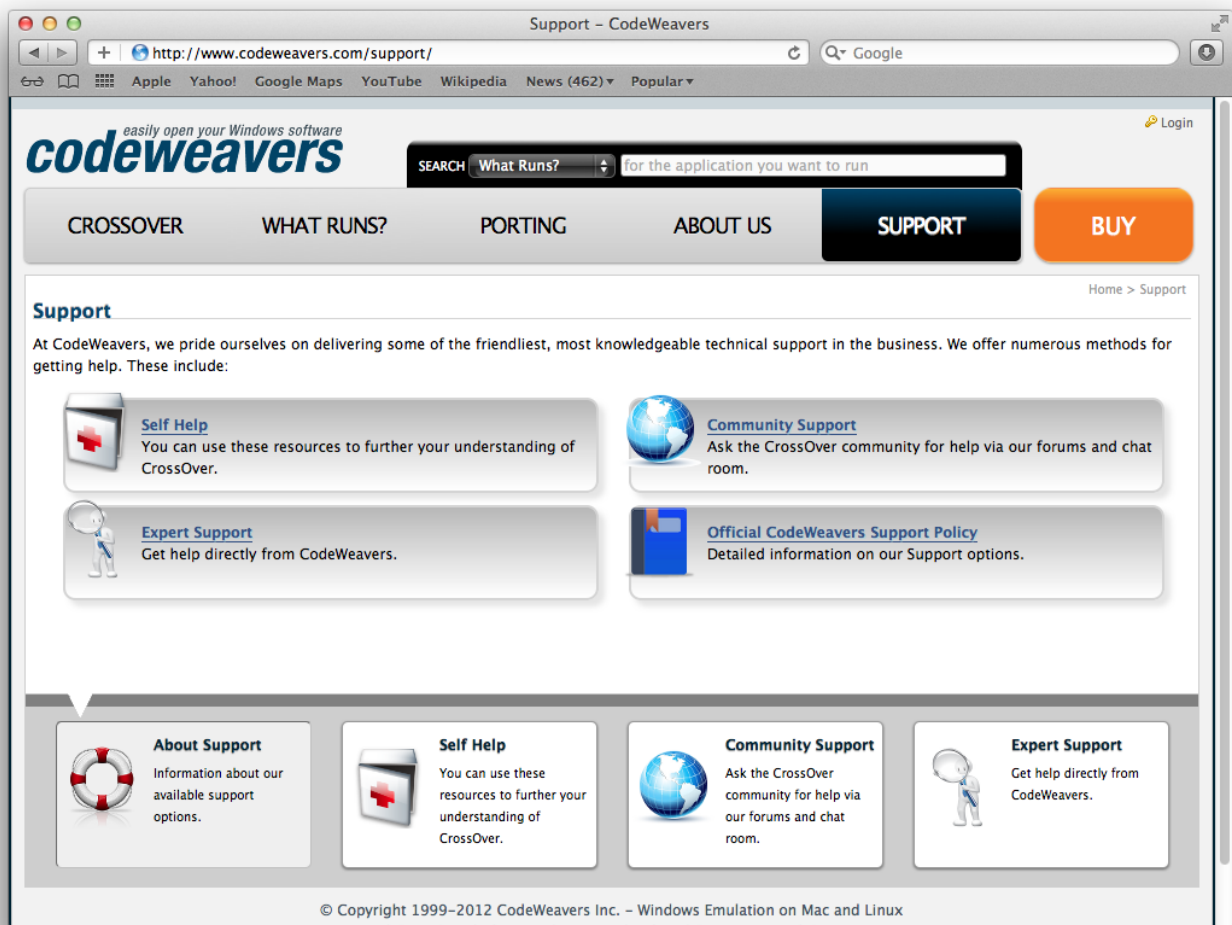 Support – CodeWeavers
http://www.codeweavers.com/support/
Google
Apple Yahoo! Google Maps YouTube Wikipedia News (462) Popular
Login
easily open your Windows software
codeweavers
SEARCH What Runs? for the application you want to run
CROSSOVER WHAT RUNS? PORTING ABOUT US SUPPORT BUY
Home > Support
Support
At CodeWeavers, we pride ourselves on delivering some of the friendliest, most knowledgeable technical support in the business. We offer numerous methods for
getting help. These include:
Self Help
You can use these resources to further your understanding of
CrossOver.
Community Support
Ask the CrossOver community for help via our forums and chat
room.
Expert Support
Get help directly from CodeWeavers.
Official CodeWeavers Support Policy
Detailed information on our Support options.
About Support
Information about our
available support
options.
Self Help
You can use these
resources to further your
understanding of
CrossOver.
Community Support
Ask the CrossOver
community for help via
our forums and chat
room.
Expert Support
Get help directly from
CodeWeavers.
© Copyright 1999–2012 CodeWeavers Inc. – Windows Emulation on Mac and Linux